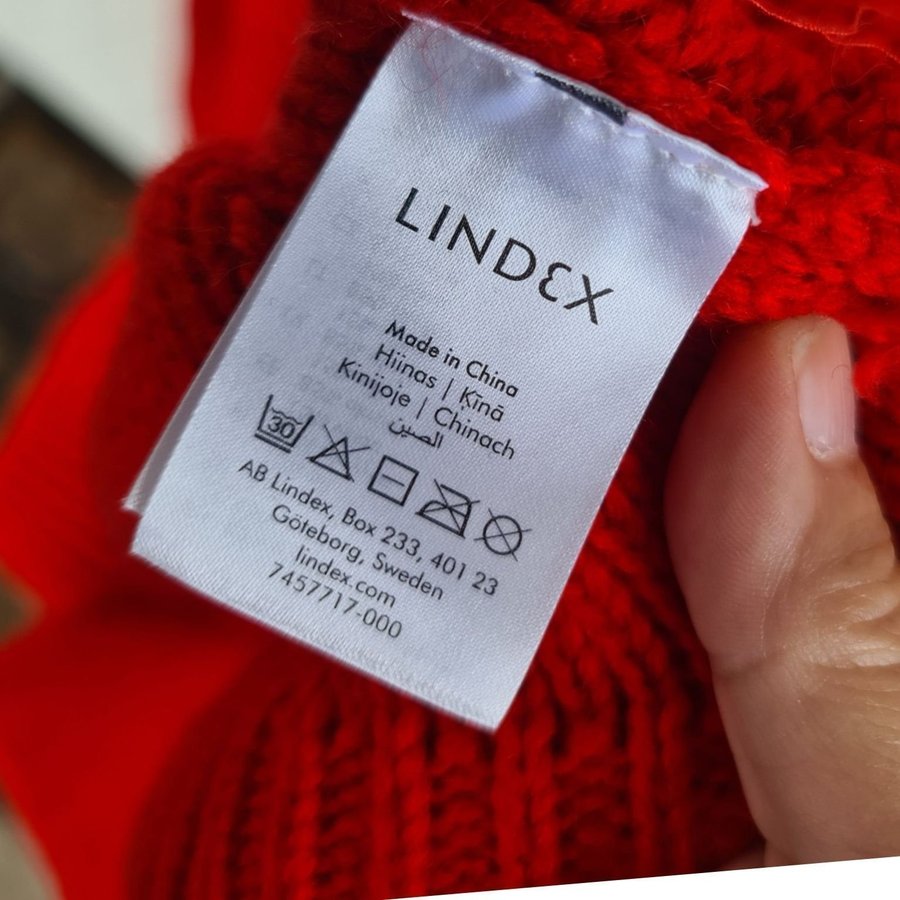 LINDEX
Made in China
Hiinas | Ķīnā
Kinijoje | Chinach
الصين
30
AB Lindex, Box 233, 401 23
Göteborg, Sweden
lindex.com
7457717-000